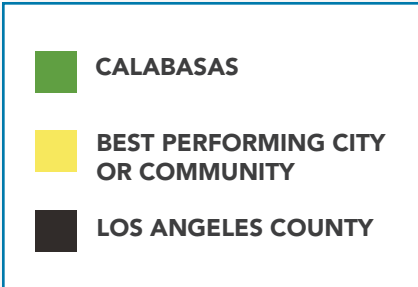 CALABASAS
BEST PERFORMING CITY
OR COMMUNITY
LOS ANGELES COUNTY